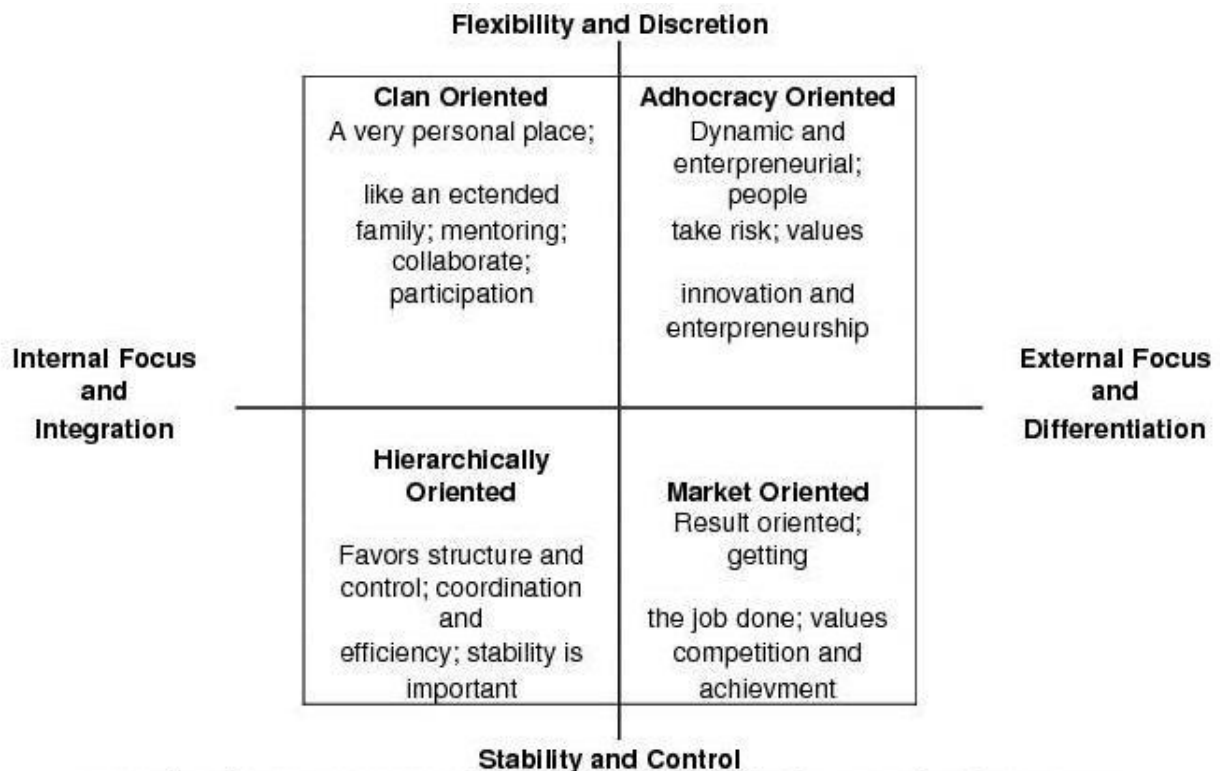 Flexibility and Discretion
Clan Oriented
A very personal place;
like an ectended
family; mentoring;
collaborate;
participation
Adhocracy Oriented
Dynamic and
enterpreneurial;
people
take risk; values
innovation and
enterpreneurship
Internal Focus
and
Integration
External Focus
and
Differentiation
Hierarchically
Oriented
Favors structure and
control; coordination
and
efficiency; stability is
important
Market Oriented
Result oriented;
getting
the job done; values
competition and
achievment
Stability and Control